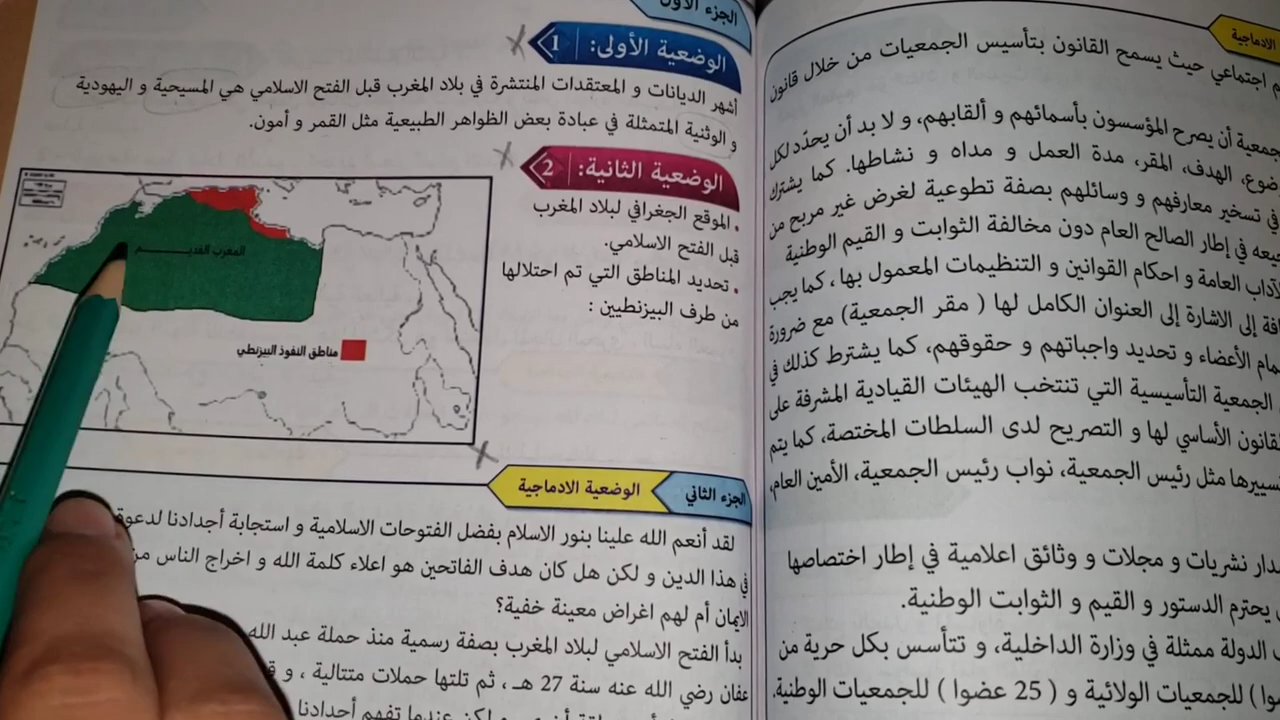 الادماجية
م اجتماعي حيث يسمح القانون بتأسيس الجمعيات من خلال قانون
جمعية أن يصرح المؤسسون بأسمائهم و ألقابهم، و لا بد أن يحدّد لكل
ضوع، الهدف، المقر، مدة العمل و مداه و نشاطها. كما يشترك
في تسخير معارفهم و وسائلهم بصفة تطوعية لغرض غير مربح من
جيعه في إطار الصالح العام دون مخالفة الثوابت و القيم الوطنية
لآداب العامة و احكام القوانين و التنظيمات المعمول بها ، كما يجب
افة إلى الاشارة إلى العنوان الكامل لها ( مقر الجمعية) مع ضرورة
مام الأعضاء و تحديد واجباتهم و حقوقهم، كما يشترط كذلك في
الجمعية التأسيسية التي تنتخب الهيئات القيادية المشرفة على
لقانون الأساسي لها و التصريح لدى السلطات المختصة، كما يتم
سييرها مثل رئيس الجمعية، نواب رئيس الجمعية، الأمين العام،
دار نشريات و مجلات و وثائق اعلامية في إطار اختصاصها
يحترم الدستور و القيم و الثوابت الوطنية.
الدولة ممثلة في وزارة الداخلية، و تتأسس بكل حرية من
وا ) للجمعيات الولائية و ( 25 عضوا ) للجمعيات الوطنية.
الجزء الأول
الوضعية الأولى: 1
أشهر الديانات و المعتقدات المنتشرة في بلاد المغرب قبل الفتح الاسلامي هي المسيحية و اليهودية
و الوثنية المتمثلة في عبادة بعض الظواهر الطبيعية مثل القمر و أمون.
الوضعية الثانية: 2
. الموقع الجغرافي لبلاد المغرب
قبل الفتح الاسلامي.
. تحديد المناطق التي تم احتلالها
من طرف البيزنطيين :
المغرب القديـــــم
مناطق النفوذ البيزنطي
الجزء الثاني الوضعية الادماجية
لقد أنعم الله علينا بنور الاسلام بفضل الفتوحات الاسلامية و استجابة أجدادنا لدعوة
في هذا الدين و لكن هل كان هدف الفاتحين هو اعلاء كلمة الله و اخراج الناس من
الايمان أم لهم اغراض معينة خفية؟
بدأ الفتح الاسلامي لبلاد المغرب بصفة رسمية منذ حملة عبد الله
عفان رضي الله عنه سنة 27 هـ ، ثم تلتها حملات متتالية ، و
لكن عندما تفهم أجدادنا